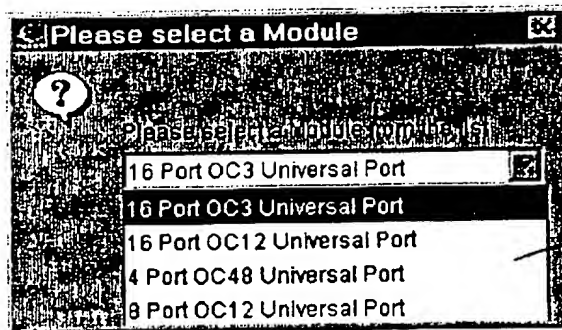 Please select a Module
?
Please select a Module from the list
16 Port OC3 Universal Port
16 Port OC3 Universal Port
16 Port OC12 Universal Port
4 Port OC48 Universal Port
8 Port OC12 Universal Port